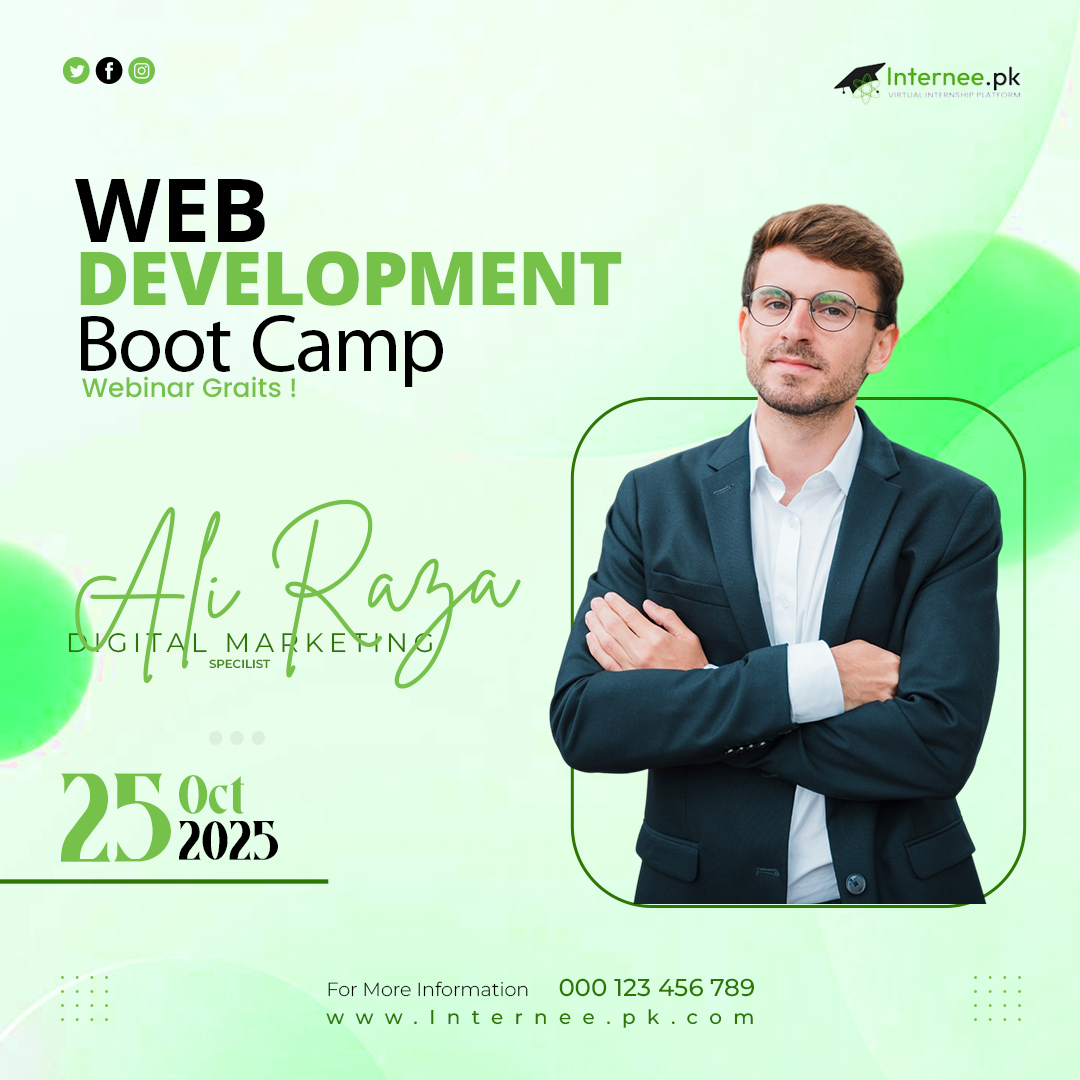 Internee.pk
VIRTUAL INTERNSHIP PLATFORM
WEB
DEVELOPMENT
Boot Camp
Webinar Graits !
Ali Raza
DIGITAL MARKETING
SPECILIST
25 Oct
2025
For More Information 000 123 456 789
www.Internee.pk.com